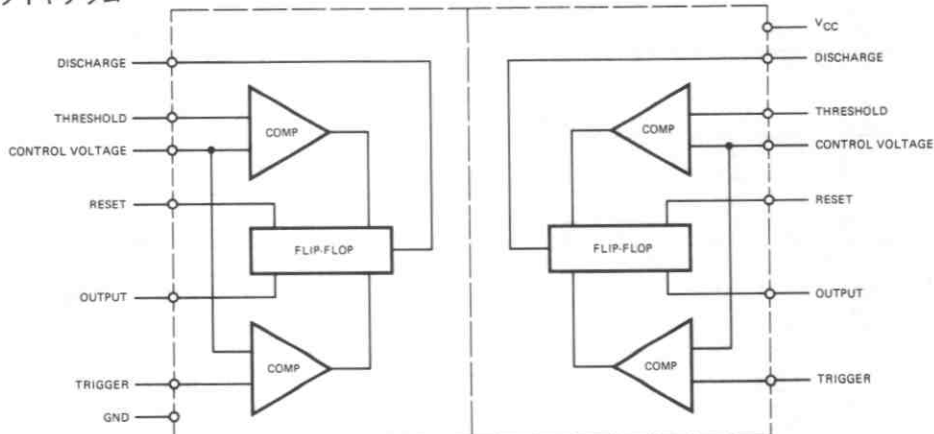 DISCHARGE
THRESHOLD
CONTROL VOLTAGE
RESET
OUTPUT
TRIGGER
GND
COMP
FLIP-FLOP
COMP
VCC
DISCHARGE
THRESHOLD
CONTROL VOLTAGE
RESET
OUTPUT
TRIGGER
COMP
FLIP-FLOP
COMP